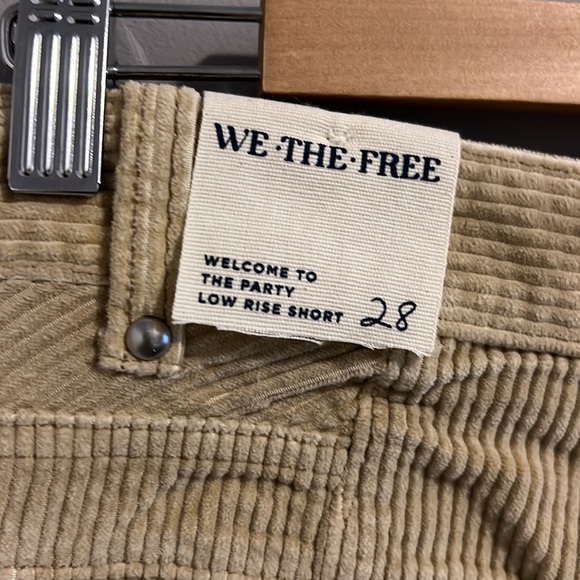 WE·THE·FREE
WELCOME TO
THE PARTY
LOW RISE SHORT 28